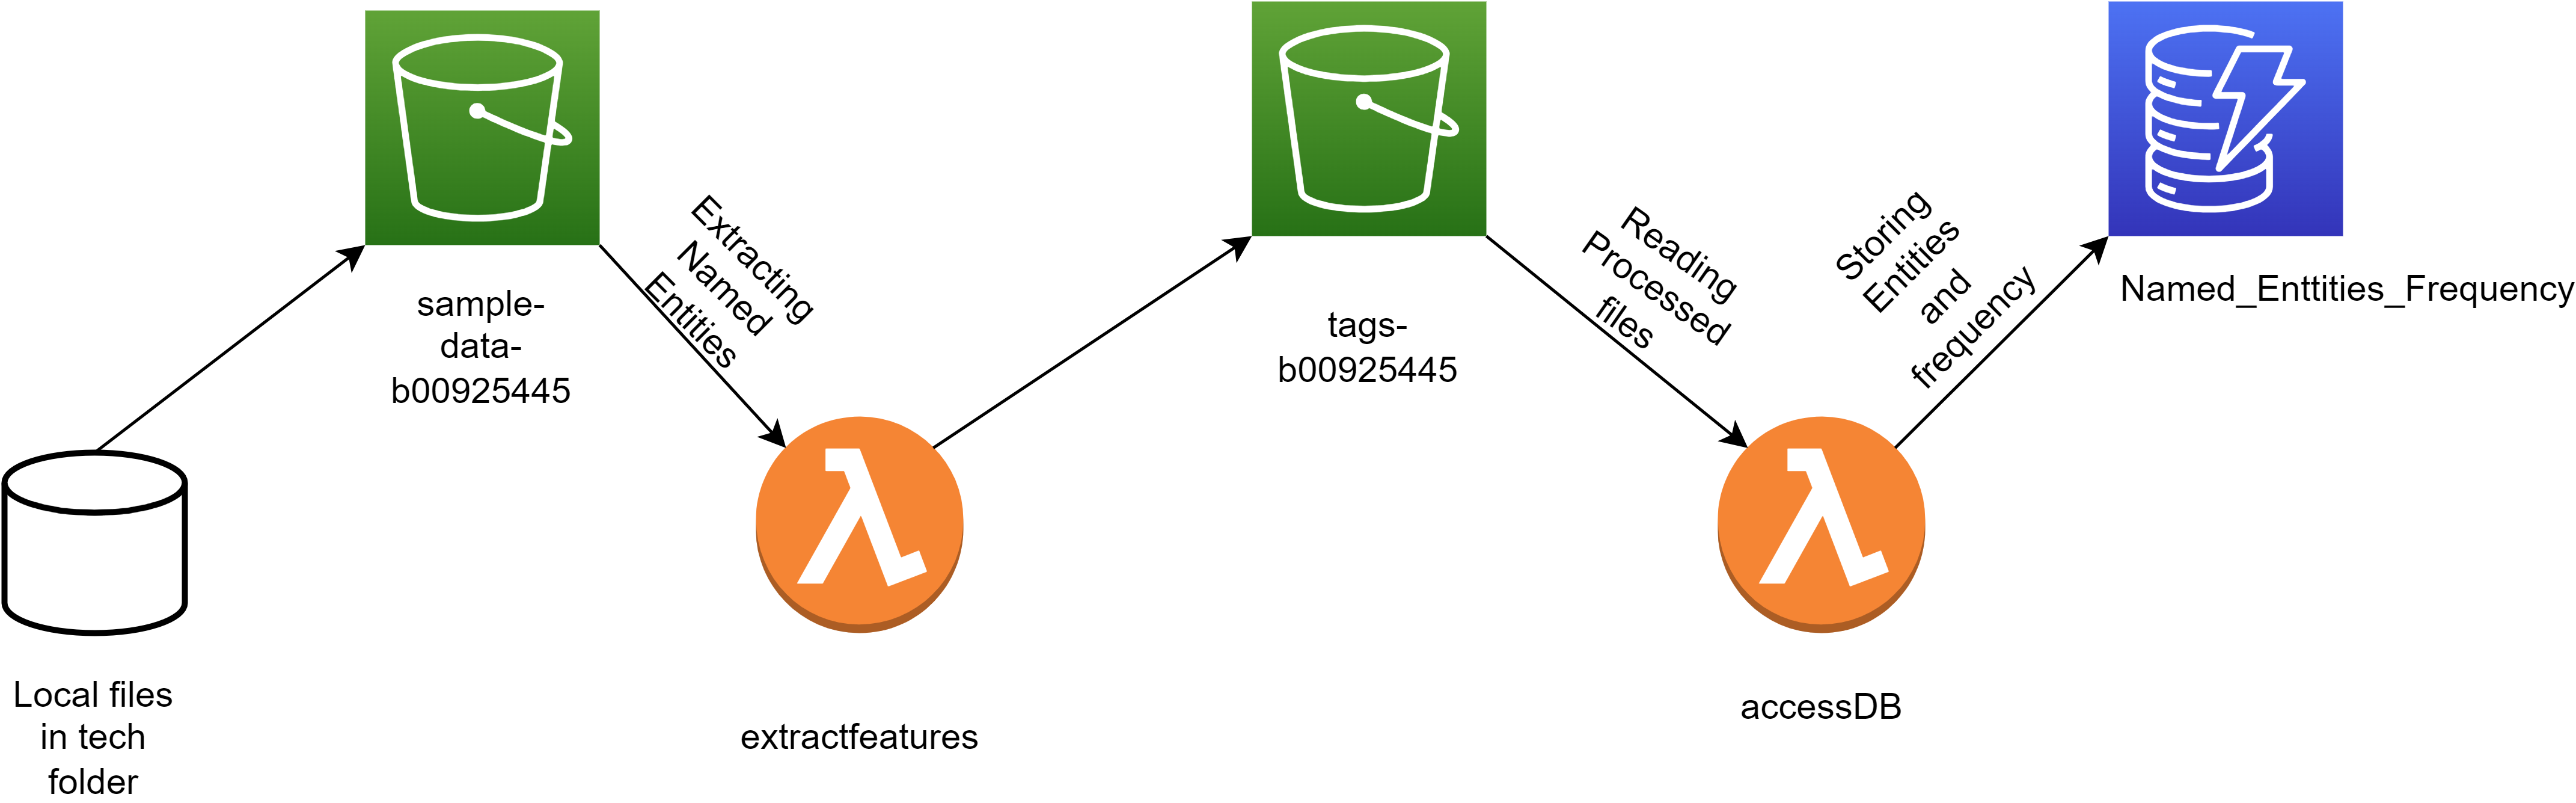 sample-
data-
b00925445
Extracting
Named
Entities
tags-
b00925445
Reading
Processed
files
Storing
Entities
and
frequency
Named_Enttities_Frequency
Local files
in tech
folder
extractfeatures
accessDB